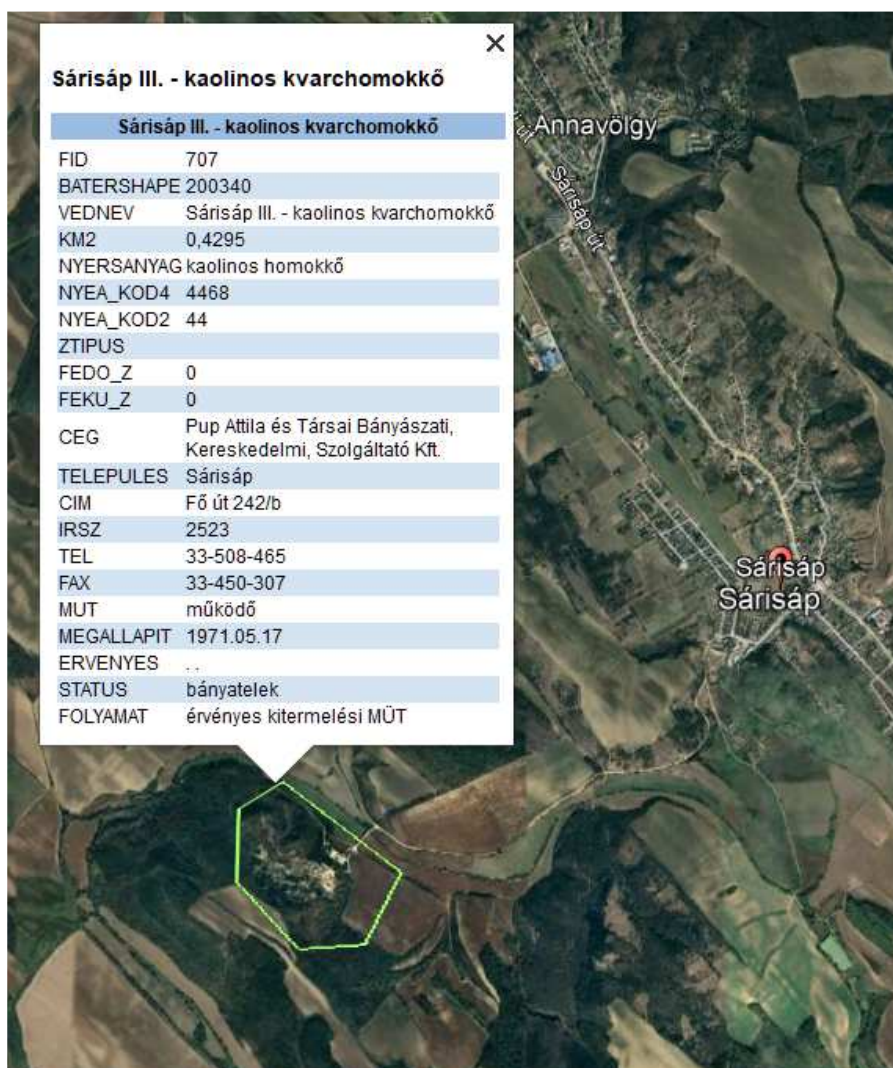 Sárisáp III. - kaolinos kvarchomokkő
Sárisáp III. - kaolinos kvarchomokkő
FID 707
BATERSHAPE 200340
VEDNEV Sárisáp III. - kaolinos kvarchomokkő
KM2 0,4295
NYERSANYAG kaolinos homokkő
NYEA_KOD4 4468
NYEA_KOD2 44
ZTIPUS
FEDO_Z 0
FEKU_Z 0
CEG Pup Attila és Társai Bányászati,
Kereskedelmi, Szolgáltató Kft.
TELEPULES Sárisáp
CIM Fő út 242/b
IRSZ 2523
TEL 33-508-465
FAX 33-450-307
MUT működő
MEGALLAPIT 1971.05.17
ERVENYES . .
STATUS bányatelek
FOLYAMAT érvényes kitermelési MÜT
Annavölgy
út
Sárisáp út
Sárisáp
Sárisáp